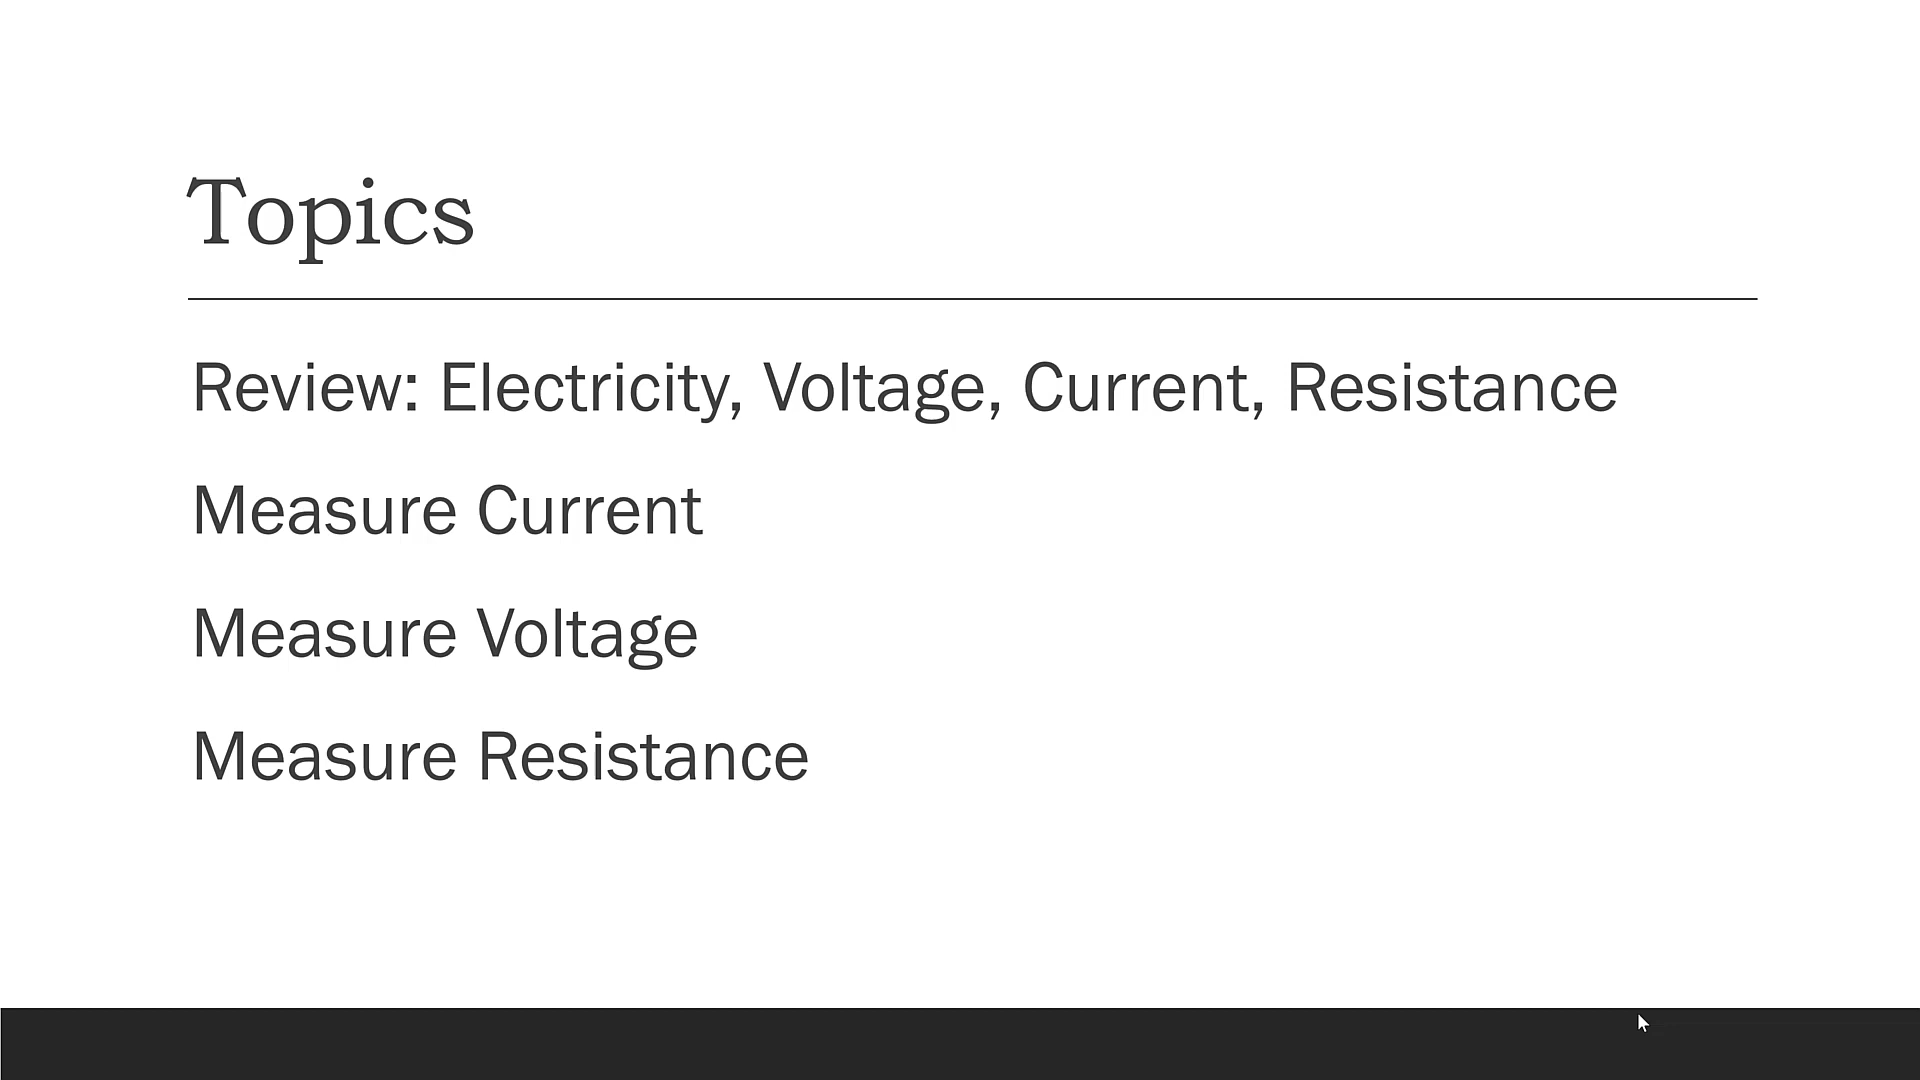 Topics
Review: Electricity, Voltage, Current, Resistance
Measure Current
Measure Voltage
Measure Resistance